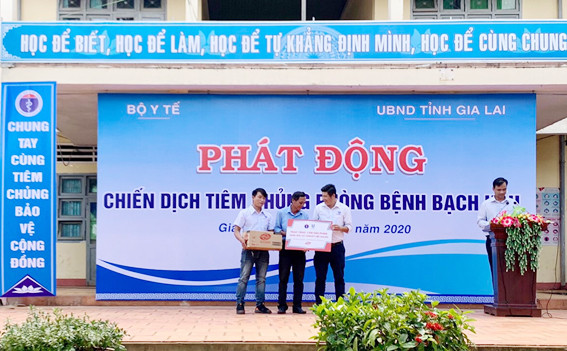 HỌC ĐỂ BIẾT, HỌC ĐỂ LÀM, HỌC ĐỂ TỰ KHẲNG ĐỊNH MÌNH, HỌC ĐỂ CÙNG CHUNG
BỘ Y TẾ
UBND TỈNH GIA LAI
PHÁT ĐỘNG
CHIẾN DỊCH TIÊM CHỦNG PHÒNG BỆNH BẠCH
năm 2020
CHUNG
TAY
CÙNG
TIÊM
CHỦNG
BẢO
VỆ
CỘNG
ĐỒNG